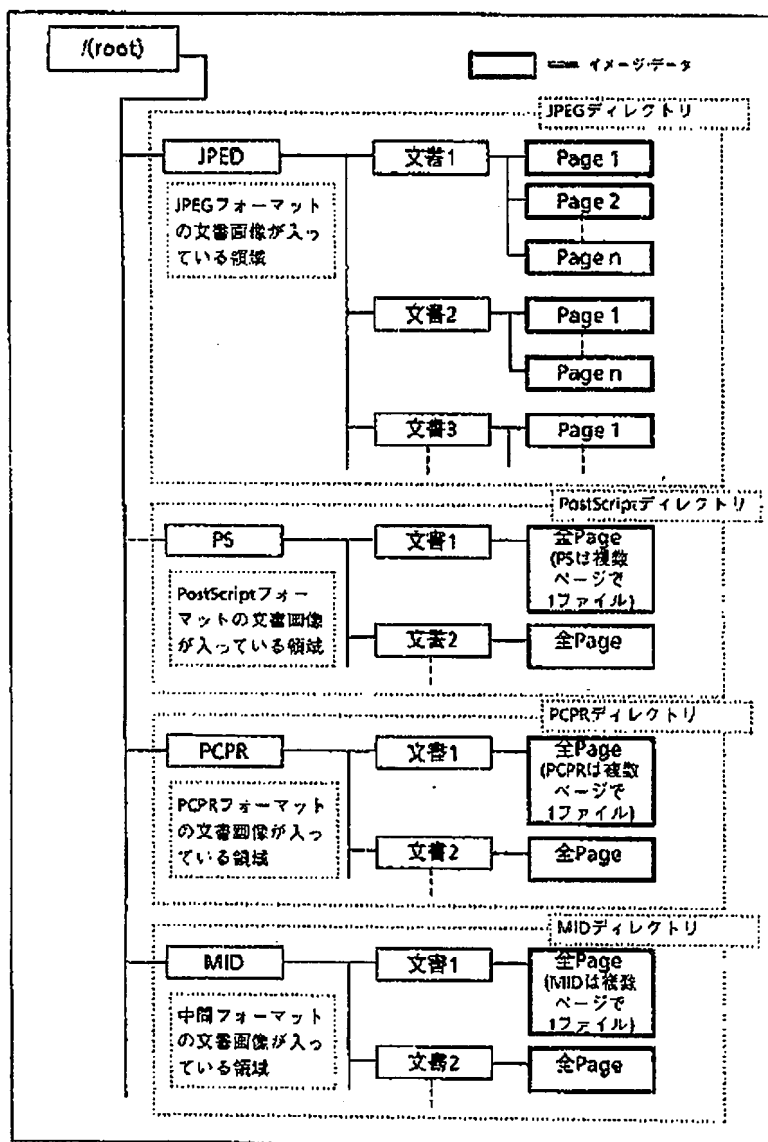 /(root)
イメージデータ
JPEGディレクトリ
JPED
文書1
Page 1
Page 2
Page n
JPEGフォーマット
の文書画像が入っ
ている領域
文書2
Page 1
Page n
文書3
Page 1
PostScriptディレクトリ
PS
文書1
全Page
(PSは複数
ページで
1ファイル)
PostScriptフォー
マットの文書画像
が入っている領域
文書2
全Page
PCPRディレクトリ
PCPR
文書1
全Page
(PCPRは複数
ページで
1ファイル)
PCPRフォーマット
の文書画像が入っ
ている領域
文書2
全Page
MIDディレクトリ
MID
文書1
全Page
(MIDは複数
ページで
1ファイル)
中間フォーマット
の文書画像が入っ
ている領域
文書2
全Page